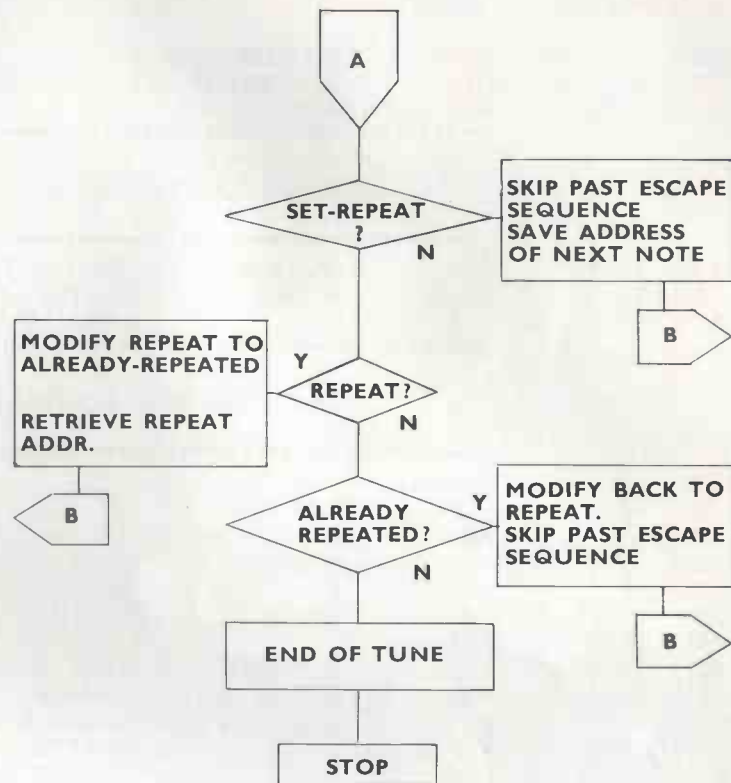 A
SET-REPEAT
?
N
SKIP PAST ESCAPE
SEQUENCE
SAVE ADDRESS
OF NEXT NOTE
B
MODIFY REPEAT TO
ALREADY-REPEATED
RETRIEVE REPEAT
ADDR.
B
Y
REPEAT?
N
ALREADY
REPEATED?
Y
N
MODIFY BACK TO
REPEAT.
SKIP PAST ESCAPE
SEQUENCE
B
END OF TUNE
STOP